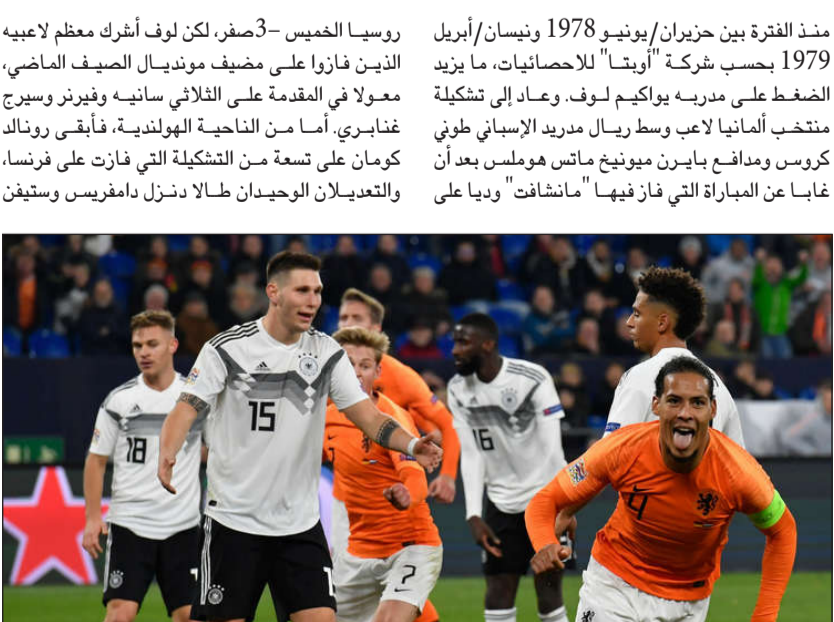 منذ الفترة بين حزيران/يونيو 1978 ونيسان/أبريل
1979 بحسب شركة "أوبتا" للاحصائيات، ما يزيد
الضغط على مدربه يواكيم لوف. وعاد إلى تشكيلة
منتخب ألمانيا لاعب وسط ريال مدريد الإسباني طوني
كروس ومدافع بايرن ميونيخ ماتس هوملس بعد أن
غابا عن المباراة التي فاز فيها "مانشافت" وديا على
روسيا الخميس –3صفر، لكن لوف أشرك معظم لاعبيه
الذين فازوا على مضيف مونديال الصيف الماضي،
معولا في المقدمة على الثلاثي سانيه وفيرنر وسيرج
غنابري. أما من الناحية الهولندية، فأبقى رونالد
كومان على تسعة من التشكيلة التي فازت على فرنسا،
والتعديلان الوحيدان طالا دنزل دامفريس وستيفن
18
15
16
7
4